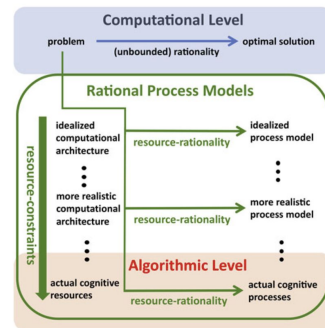 Computational Level
problem
optimal solution
(unbounded) rationality
Rational Process Models
resource-constraints
idealized
computational
architecture
resource-rationality
idealized
process model
more realistic
computational
architecture
resource-rationality
more realistic
process model
Algorithmic Level
actual cognitive
resources
resource-rationality
actual cognitive
processes